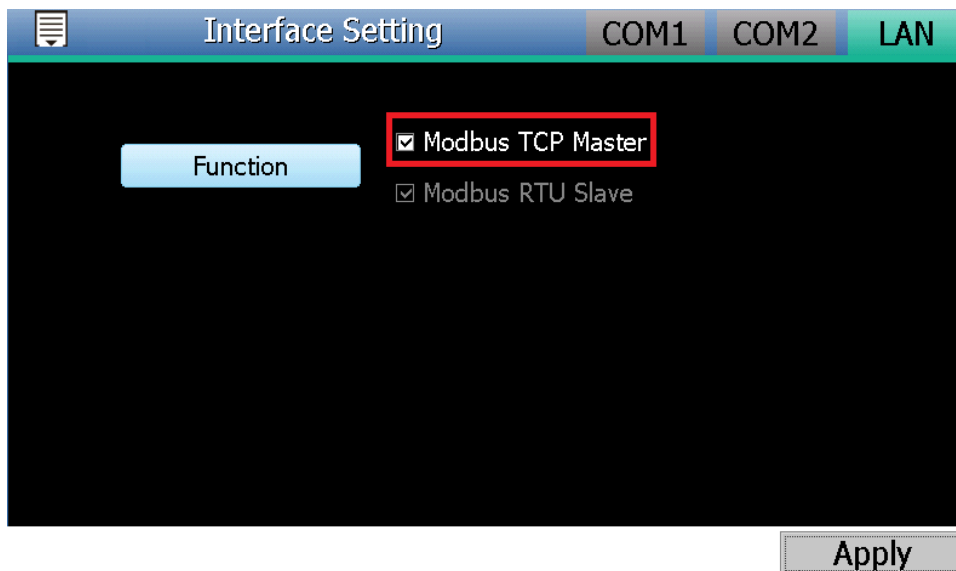 Interface Setting COM1 COM2 LAN
Modbus TCP Master
Function
Modbus RTU Slave
Apply